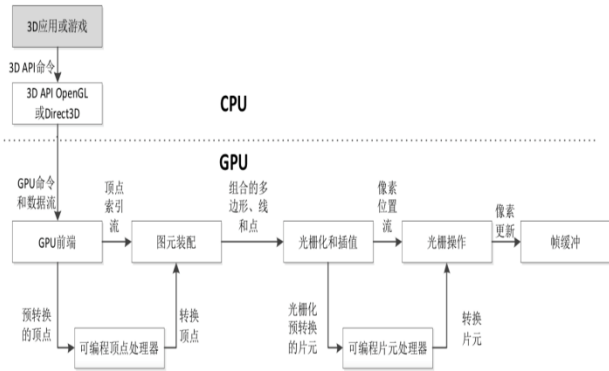 3D应用或游戏
3D API命令
3D API OpenGL
或Direct3D
CPU
GPU
GPU命令
和数据流
顶点
索引
流
组合的多
边形、线
和点
像素
位置
流
像素
更新
GPU前端
图元装配
光栅化和插值
光栅操作
帧缓冲
预转换
的顶点
转换
顶点
光栅化
预转换
的片元
转换
片元
可编程顶点处理器
可编程片元处理器